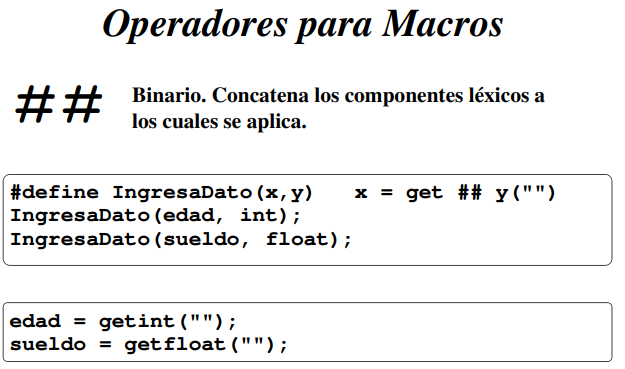 Operadores para Macros
## Binario. Concatena los componentes léxicos a
los cuales se aplica.
#define IngresaDato(x,y)   x = get ## y("")
IngresaDato(edad, int);
IngresaDato(sueldo, float);
edad = getint("");
sueldo = getfloat("");